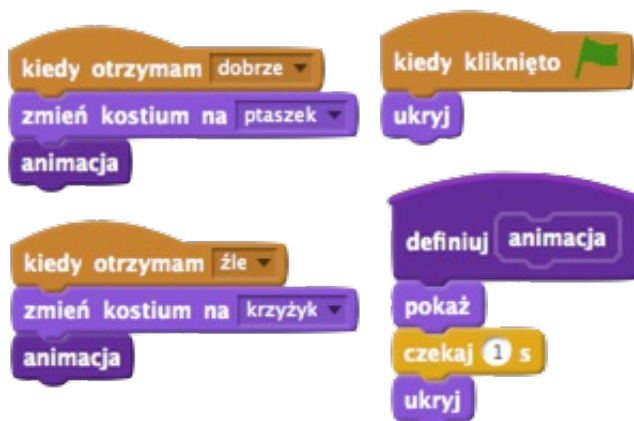 kiedy otrzymam dobrze
zmień kostium na ptaszek
animacja
kiedy otrzymam źle
zmień kostium na krzyżyk
animacja
kiedy kliknięto
ukryj
definiuj animacja
pokaż
czekaj 1 s
ukryj